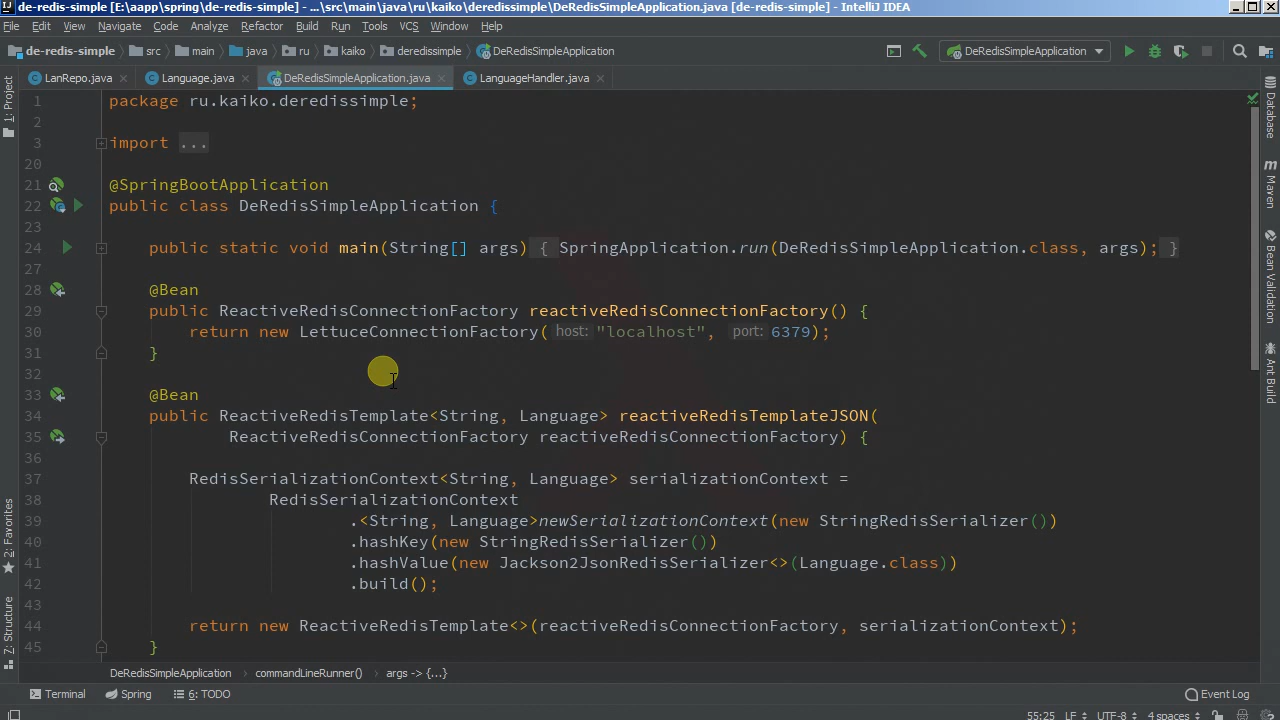 de-redis-simple [E:\aapp\spring\de-redis-simple] - ...\src\main\java\ru\kaiko\deredissimple\DeRedisSimpleApplication.java [de-redis-simple] - IntelliJ IDEA
File Edit View Navigate Code Analyze Refactor Build Run Tools VCS Window Help
de-redis-simple src main java ru kaiko deredissimple DeRedisSimpleApplication DeRedisSimpleApplication
LanRepo.java Language.java DeRedisSimpleApplication.java LanguageHandler.java
1 package ru.kaiko.deredissimple;
2
3 import ...
20
21 @SpringBootApplication
22 public class DeRedisSimpleApplication {
23
24 public static void main(String[] args) { SpringApplication.run(DeRedisSimpleApplication.class, args); }
27
28 @Bean
29 public ReactiveRedisConnectionFactory reactiveRedisConnectionFactory() {
30 return new LettuceConnectionFactory( host: "localhost", port: 6379);
31 }
32
33 @Bean
34 public ReactiveRedisTemplate<String, Language> reactiveRedisTemplateJSON(
35 ReactiveRedisConnectionFactory reactiveRedisConnectionFactory) {
36
37 RedisSerializationContext<String, Language> serializationContext =
38 RedisSerializationContext
39 .<String, Language>newSerializationContext(new StringRedisSerializer())
40 .hashKey(new StringRedisSerializer())
41 .hashValue(new Jackson2JsonRedisSerializer<>(Language.class))
42 .build();
43
44 return new ReactiveRedisTemplate<>(reactiveRedisConnectionFactory, serializationContext);
45 }
1: Project
2: Favorites
7: Structure
Database
Maven
Bean Validation
Ant Build
DeRedisSimpleApplication commandLineRunner() args -> {...}
Terminal Spring 6: TODO Event Log
55:25 LF UTF-8 4 spaces